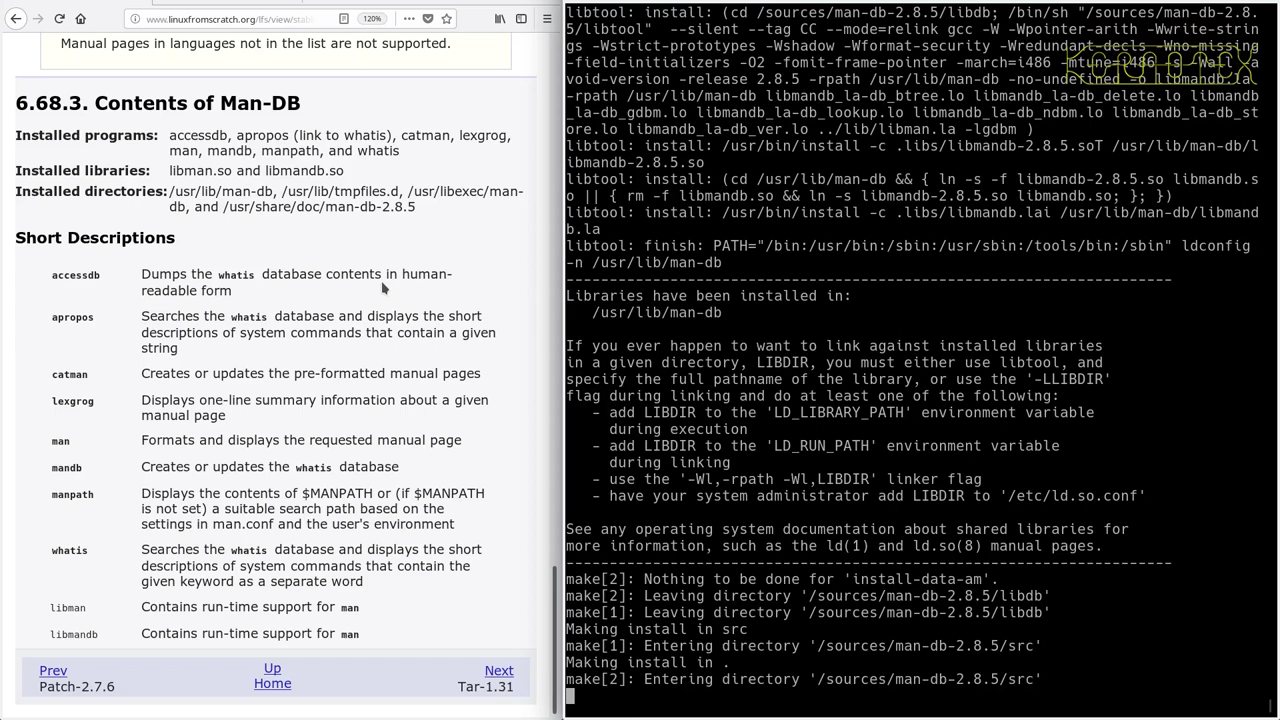 www.linuxfromscratch.org/lfs/view/stab
120%
Manual pages in languages not in the list are not supported.
6.68.3. Contents of Man-DB
Installed programs: accessdb, apropos (link to whatis), catman, lexgrog,
man, mandb, manpath, and whatis
Installed libraries: libman.so and libmandb.so
Installed directories: /usr/lib/man-db, /usr/lib/tmpfiles.d, /usr/libexec/man-
db, and /usr/share/doc/man-db-2.8.5
Short Descriptions
accessdb Dumps the whatis database contents in human-
readable form
apropos Searches the whatis database and displays the short
descriptions of system commands that contain a given
string
catman Creates or updates the pre-formatted manual pages
lexgrog Displays one-line summary information about a given
manual page
man Formats and displays the requested manual page
mandb Creates or updates the whatis database
manpath Displays the contents of $MANPATH or (if $MANPATH
is not set) a suitable search path based on the
settings in man.conf and the user's environment
whatis Searches the whatis database and displays the short
descriptions of system commands that contain the
given keyword as a separate word
libman Contains run-time support for man
libmandb Contains run-time support for man
Prev Up Next
Patch-2.7.6 Home Tar-1.31
libtool: install: (cd /sources/man-db-2.8.5/libdb; /bin/sh "/sources/man-db-2.8.
5/libtool"  --silent --tag CC --mode=relink gcc -W -Wpointer-arith -Wwrite-strin
gs -Wstrict-prototypes -Wshadow -Wformat-security -Wredundant-decls -Wno-missing
-field-initializers -O2 -fomit-frame-pointer -march=i486 -mtune=i486 -s -Wall -a
void-version -release 2.8.5 -rpath /usr/lib/man-db -no-undefined -o libmandb.la
-rpath /usr/lib/man-db libmandb_la-db_btree.lo libmandb_la-db_delete.lo libmandb
_la-db_gdbm.lo libmandb_la-db_lookup.lo libmandb_la-db_ndbm.lo libmandb_la-db_st
ore.lo libmandb_la-db_ver.lo ../lib/libman.la -lgdbm )
libtool: install: /usr/bin/install -c .libs/libmandb-2.8.5.soT /usr/lib/man-db/l
ibmandb-2.8.5.so
libtool: install: (cd /usr/lib/man-db && { ln -s -f libmandb-2.8.5.so libmandb.s
o || { rm -f libmandb.so && ln -s libmandb-2.8.5.so libmandb.so; }; })
libtool: install: /usr/bin/install -c .libs/libmandb.lai /usr/lib/man-db/libmand
b.la
libtool: finish: PATH="/bin:/usr/bin:/sbin:/usr/sbin:/tools/bin:/sbin" ldconfig
-n /usr/lib/man-db
----------------------------------------------------------------------
Libraries have been installed in:
   /usr/lib/man-db
If you ever happen to want to link against installed libraries
in a given directory, LIBDIR, you must either use libtool, and
specify the full pathname of the library, or use the '-LLIBDIR'
flag during linking and do at least one of the following:
   - add LIBDIR to the 'LD_LIBRARY_PATH' environment variable
     during execution
   - add LIBDIR to the 'LD_RUN_PATH' environment variable
     during linking
   - use the '-Wl,-rpath -Wl,LIBDIR' linker flag
   - have your system administrator add LIBDIR to '/etc/ld.so.conf'
See any operating system documentation about shared libraries for
more information, such as the ld(1) and ld.so(8) manual pages.
----------------------------------------------------------------------
make[2]: Nothing to be done for 'install-data-am'.
make[2]: Leaving directory '/sources/man-db-2.8.5/libdb'
make[1]: Leaving directory '/sources/man-db-2.8.5/libdb'
Making install in src
make[1]: Entering directory '/sources/man-db-2.8.5/src'
Making install in .
make[2]: Entering directory '/sources/man-db-2.8.5/src'